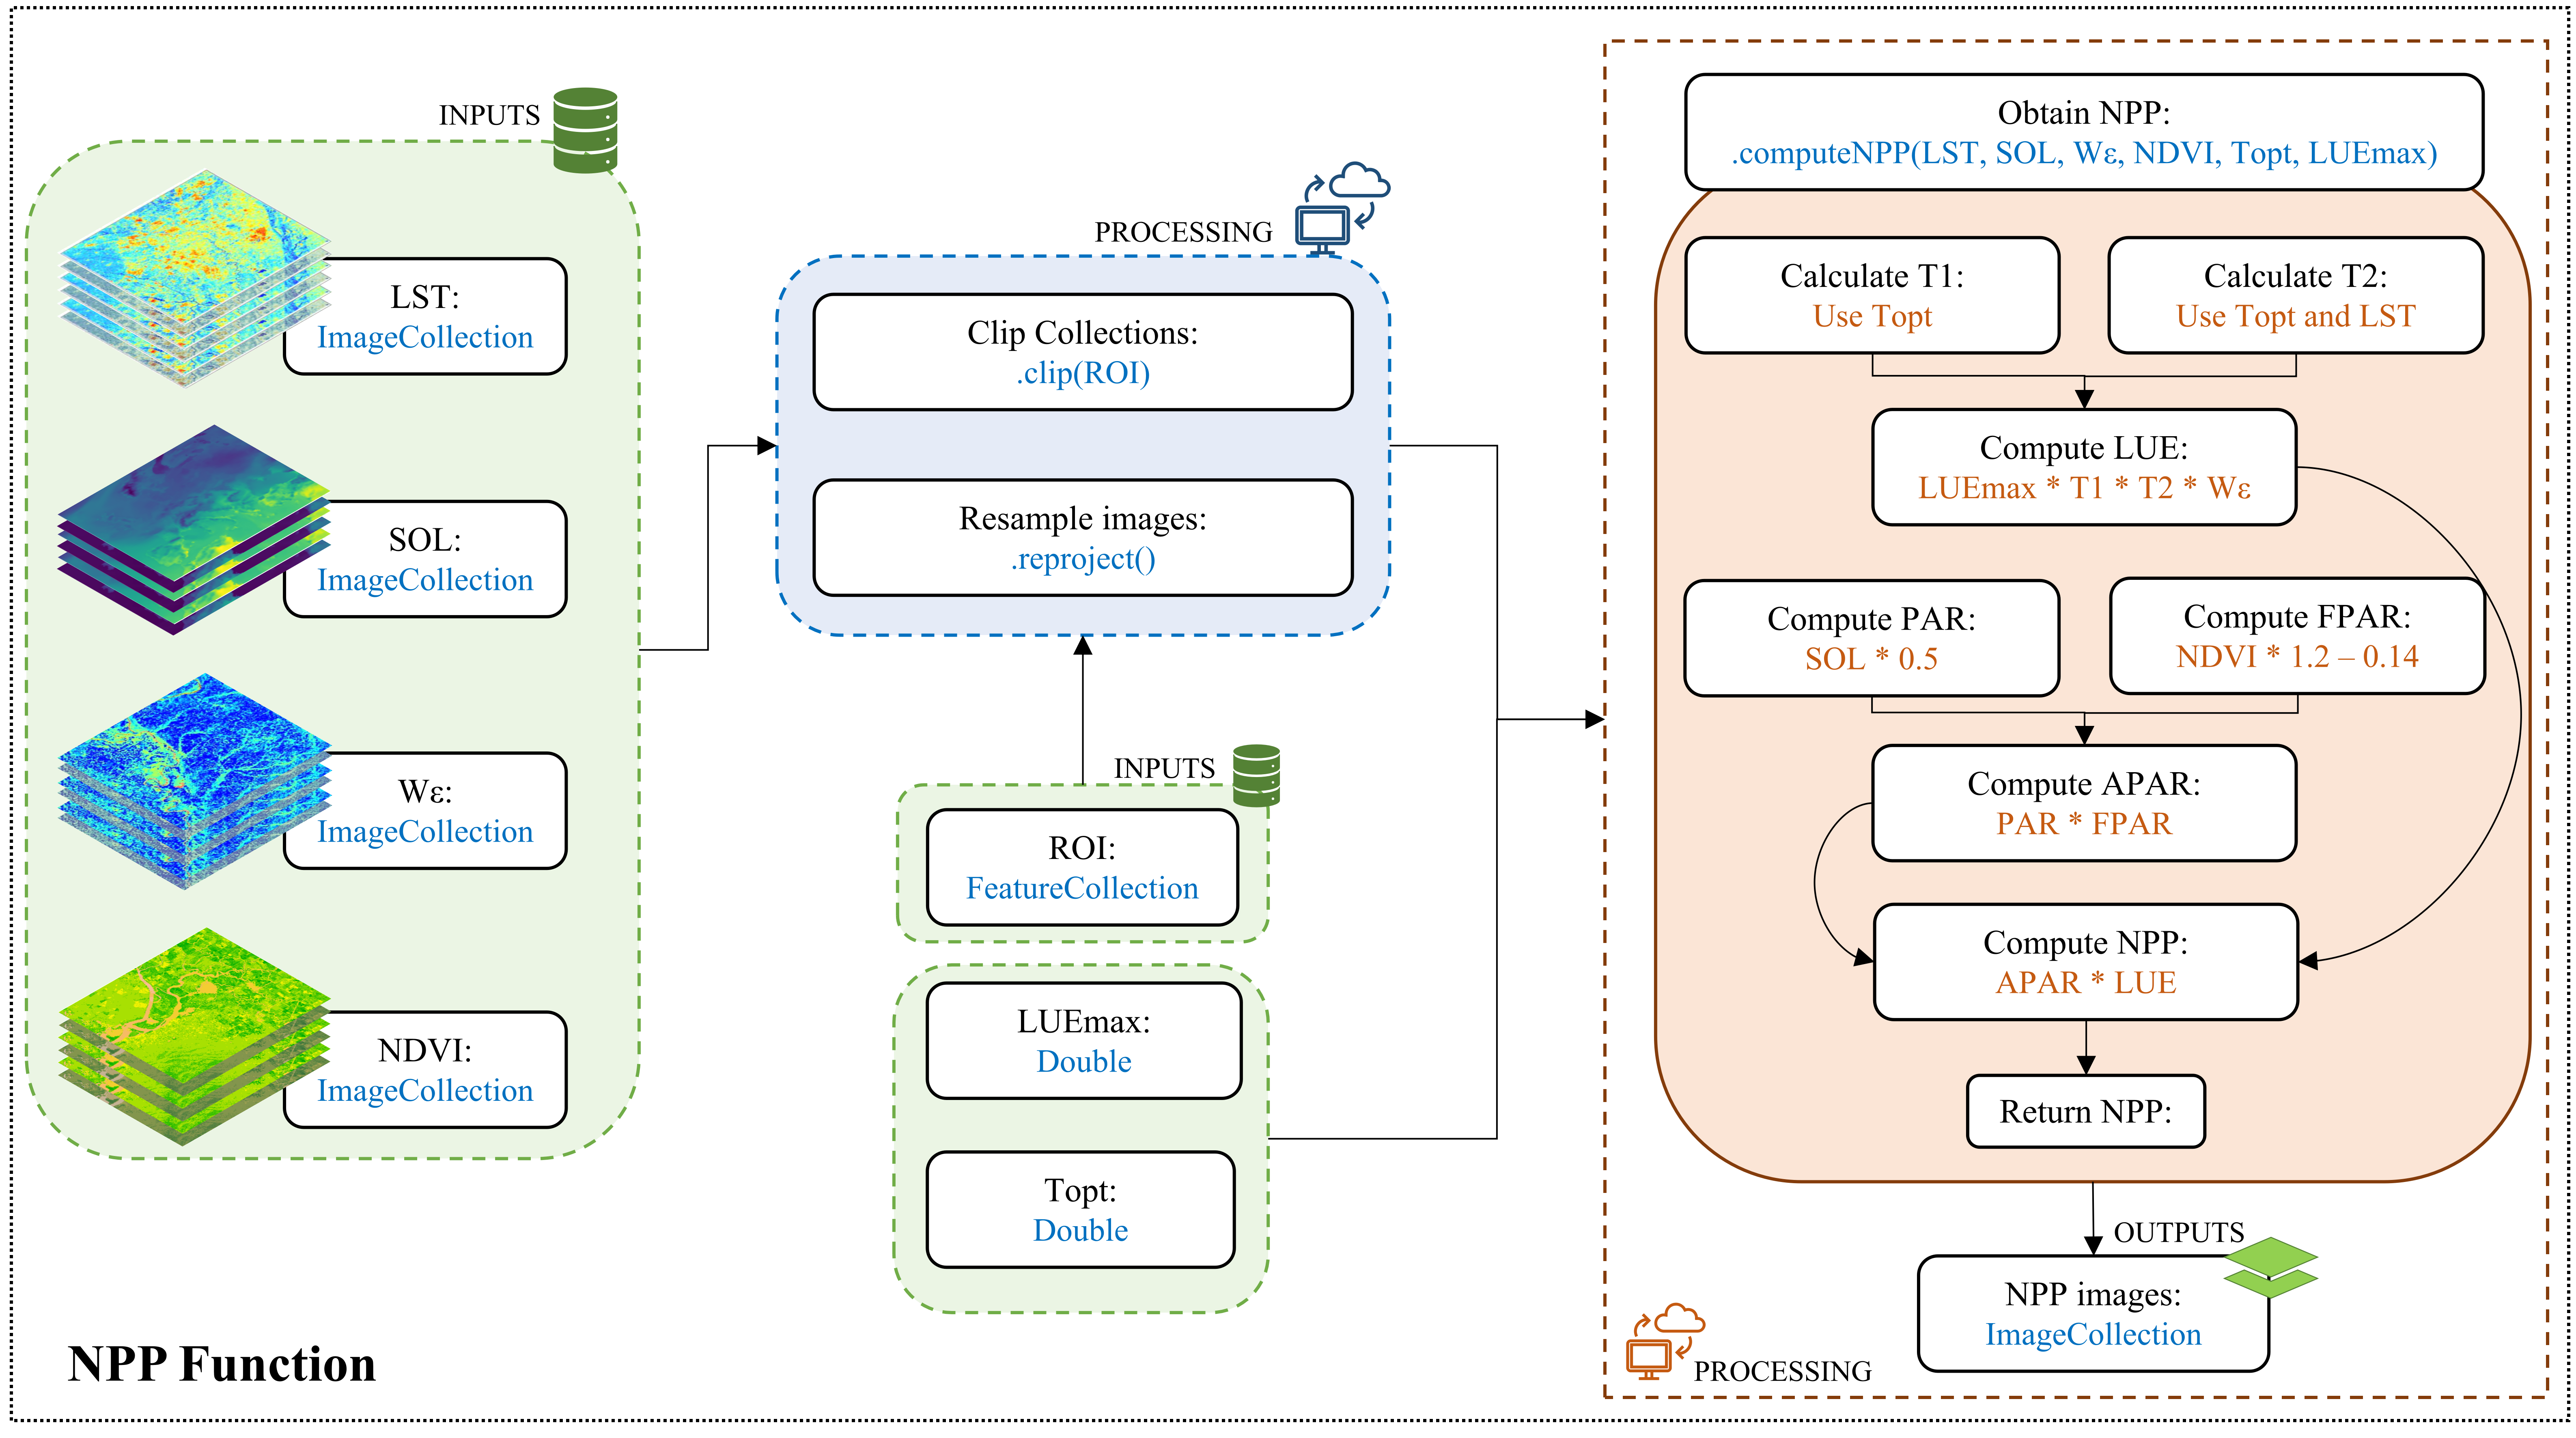 INPUTS
LST:
ImageCollection
SOL:
ImageCollection
Wε:
ImageCollection
NDVI:
ImageCollection
NPP Function
PROCESSING
Clip Collections:
.clip(ROI)
Resample images:
.reproject()
INPUTS
ROI:
FeatureCollection
LUEmax:
Double
Topt:
Double
Obtain NPP:
.computeNPP(LST, SOL, Wε, NDVI, Topt, LUEmax)
Calculate T1:
Use Topt
Calculate T2:
Use Topt and LST
Compute LUE:
LUEmax * T1 * T2 * Wε
Compute PAR:
SOL * 0.5
Compute FPAR:
NDVI * 1.2 – 0.14
Compute APAR:
PAR * FPAR
Compute NPP:
APAR * LUE
Return NPP:
OUTPUTS
NPP images:
ImageCollection
PROCESSING